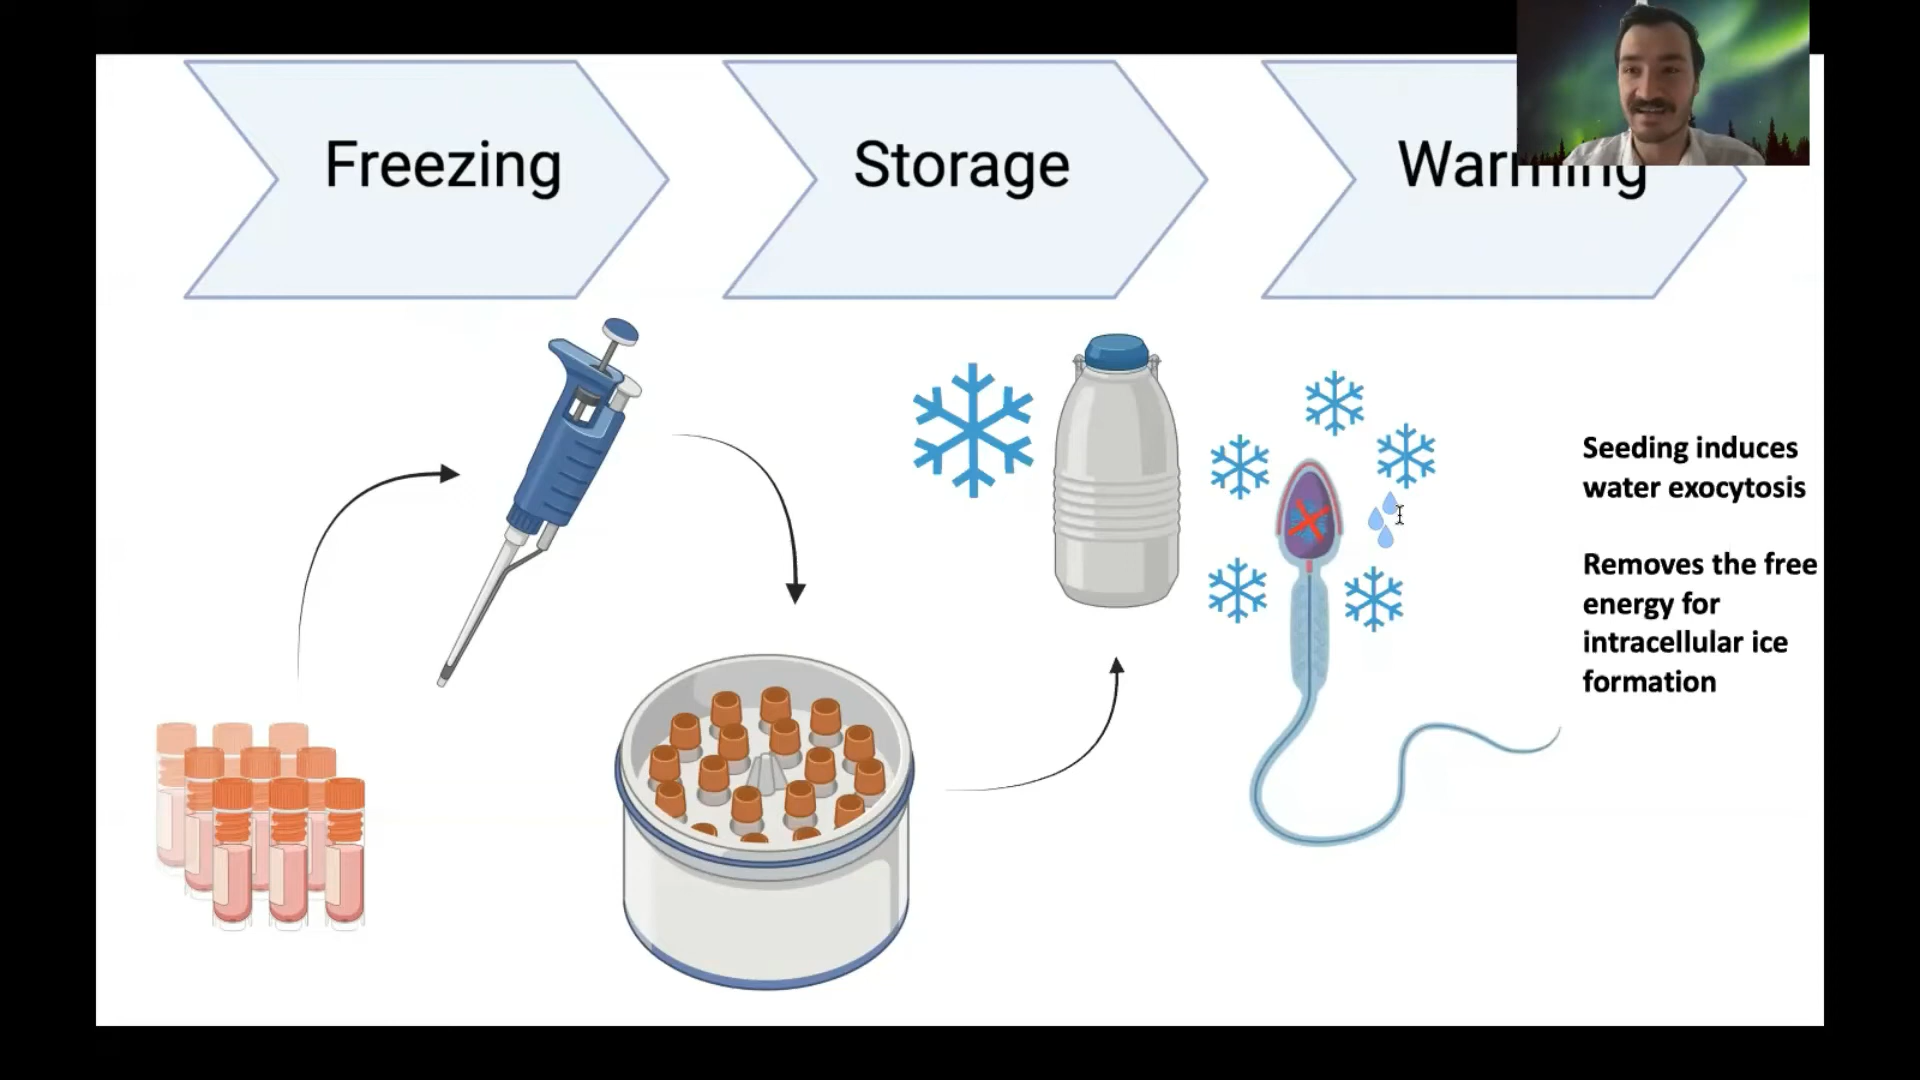 Freezing
Storage
Warming
Seeding induces
water exocytosis
Removes the free
energy for
intracellular ice
formation